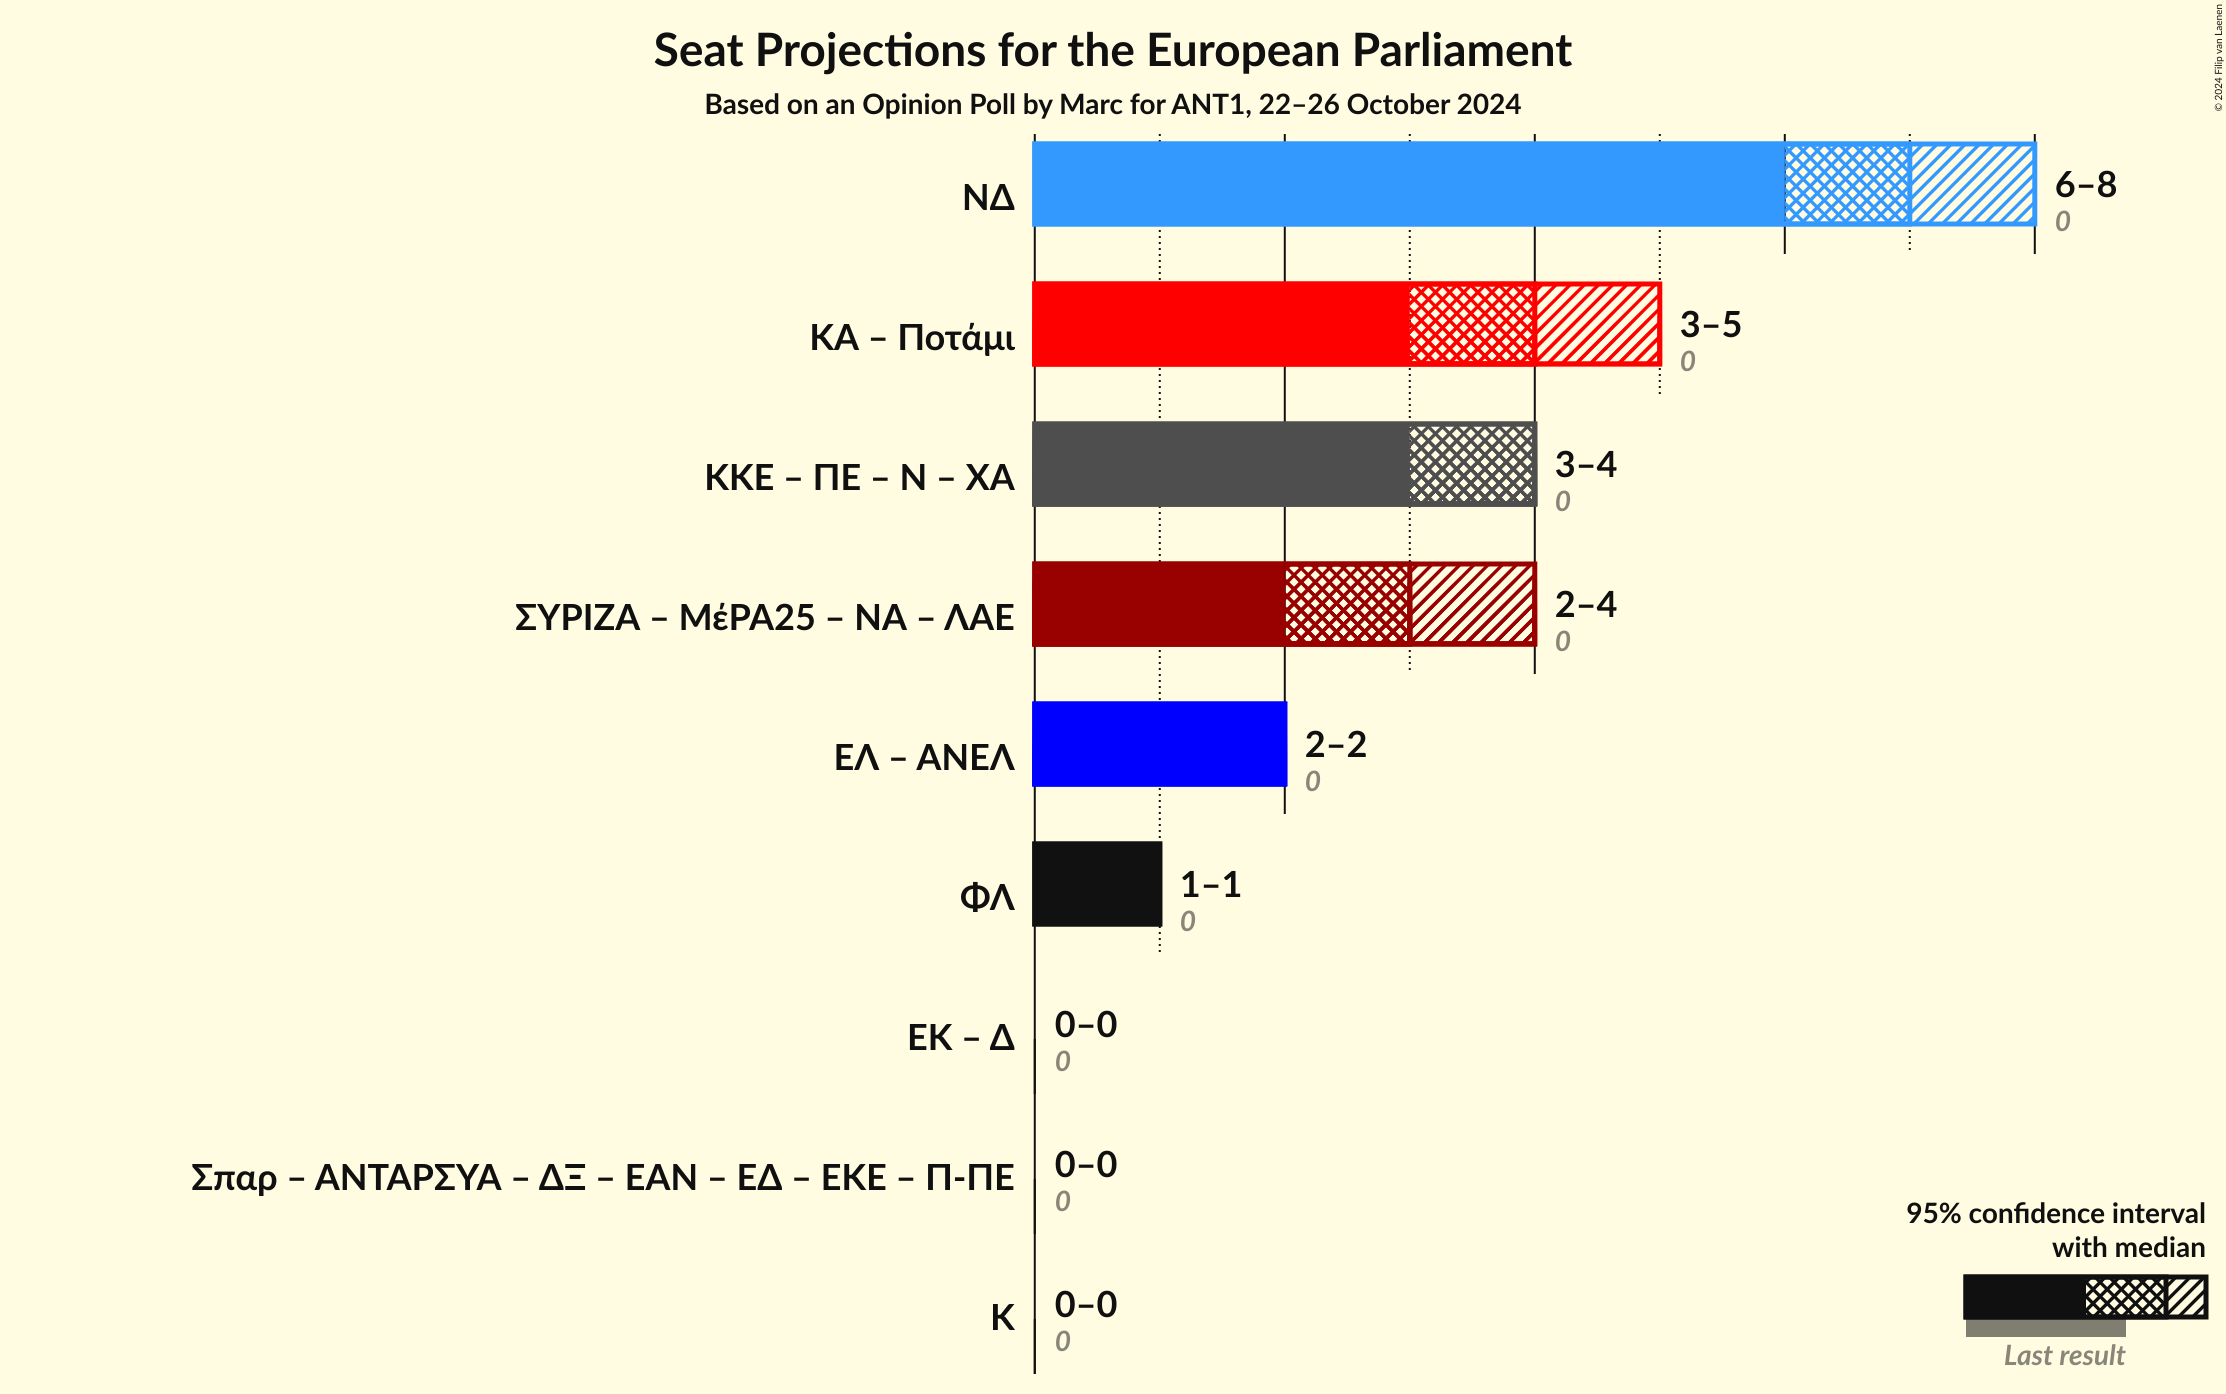 Seat Projections for the European Parliament
Based on an Opinion Poll by Marc for ANT1, 22–26 October 2024
© 2024 Filip van Laenen
ΝΔ
6–8
0
ΚΑ – Ποτάμι
3–5
0
ΚΚΕ – ΠΕ – Ν – ΧΑ
3–4
0
ΣΥΡΙΖΑ – ΜέΡΑ25 – ΝΑ – ΛΑΕ
2–4
0
ΕΛ – ΑΝΕΛ
2–2
0
ΦΛ
1–1
0
ΕΚ – Δ
0–0
0
Σπαρ – ΑΝΤΑΡΣΥΑ – ΔΞ – ΕΑΝ – ΕΔ – ΕΚΕ – Π-ΠΕ
0–0
0
Κ
0–0
0
95% confidence interval
with median
Last result